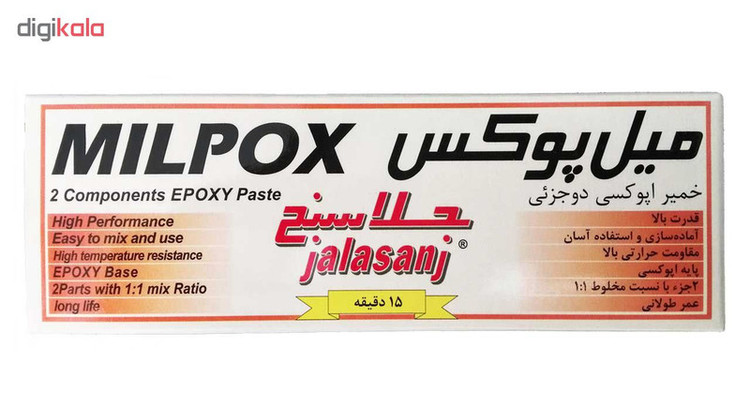 digikala
MILPOX میل پوکس
2 Components EPOXY Paste
خمیر اپوکسی دوجزئی
جلاسنج
jalasanj®
۱۵ دقیقه
High Performance
Easy to mix and use
High temperature resistance
EPOXY Base
2Parts with 1:1 mix Ratio
long life
قدرت بالا
آماده‌سازی و استفاده آسان
مقاومت حرارتی بالا
پایه اپوکسی
۲جزء با نسبت مخلوط ۱:۱
عمر طولانی